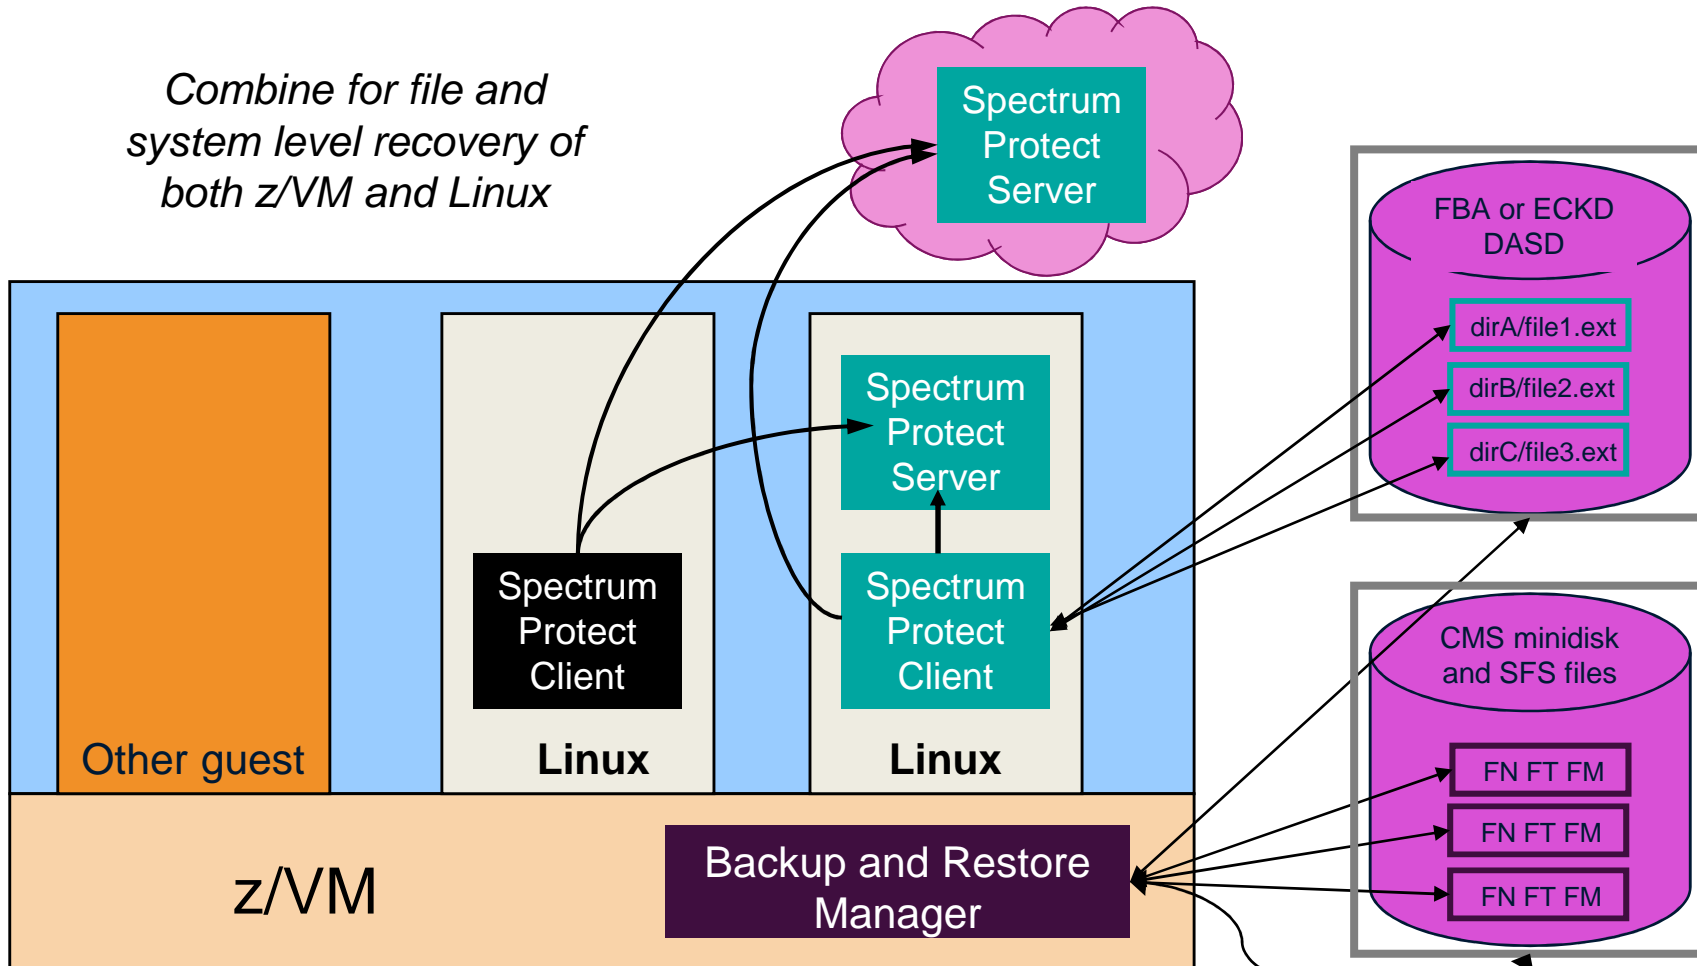 Combine for file and
system level recovery of
both z/VM and Linux
Spectrum
Protect
Server
FBA or ECKD
DASD
dirA/file1.ext
dirB/file2.ext
dirC/file3.ext
Spectrum
Protect
Server
Spectrum
Protect
Client
Spectrum
Protect
Client
Other guest
Linux
Linux
CMS minidisk
and SFS files
FN FT FM
FN FT FM
FN FT FM
z/VM
Backup and Restore
Manager